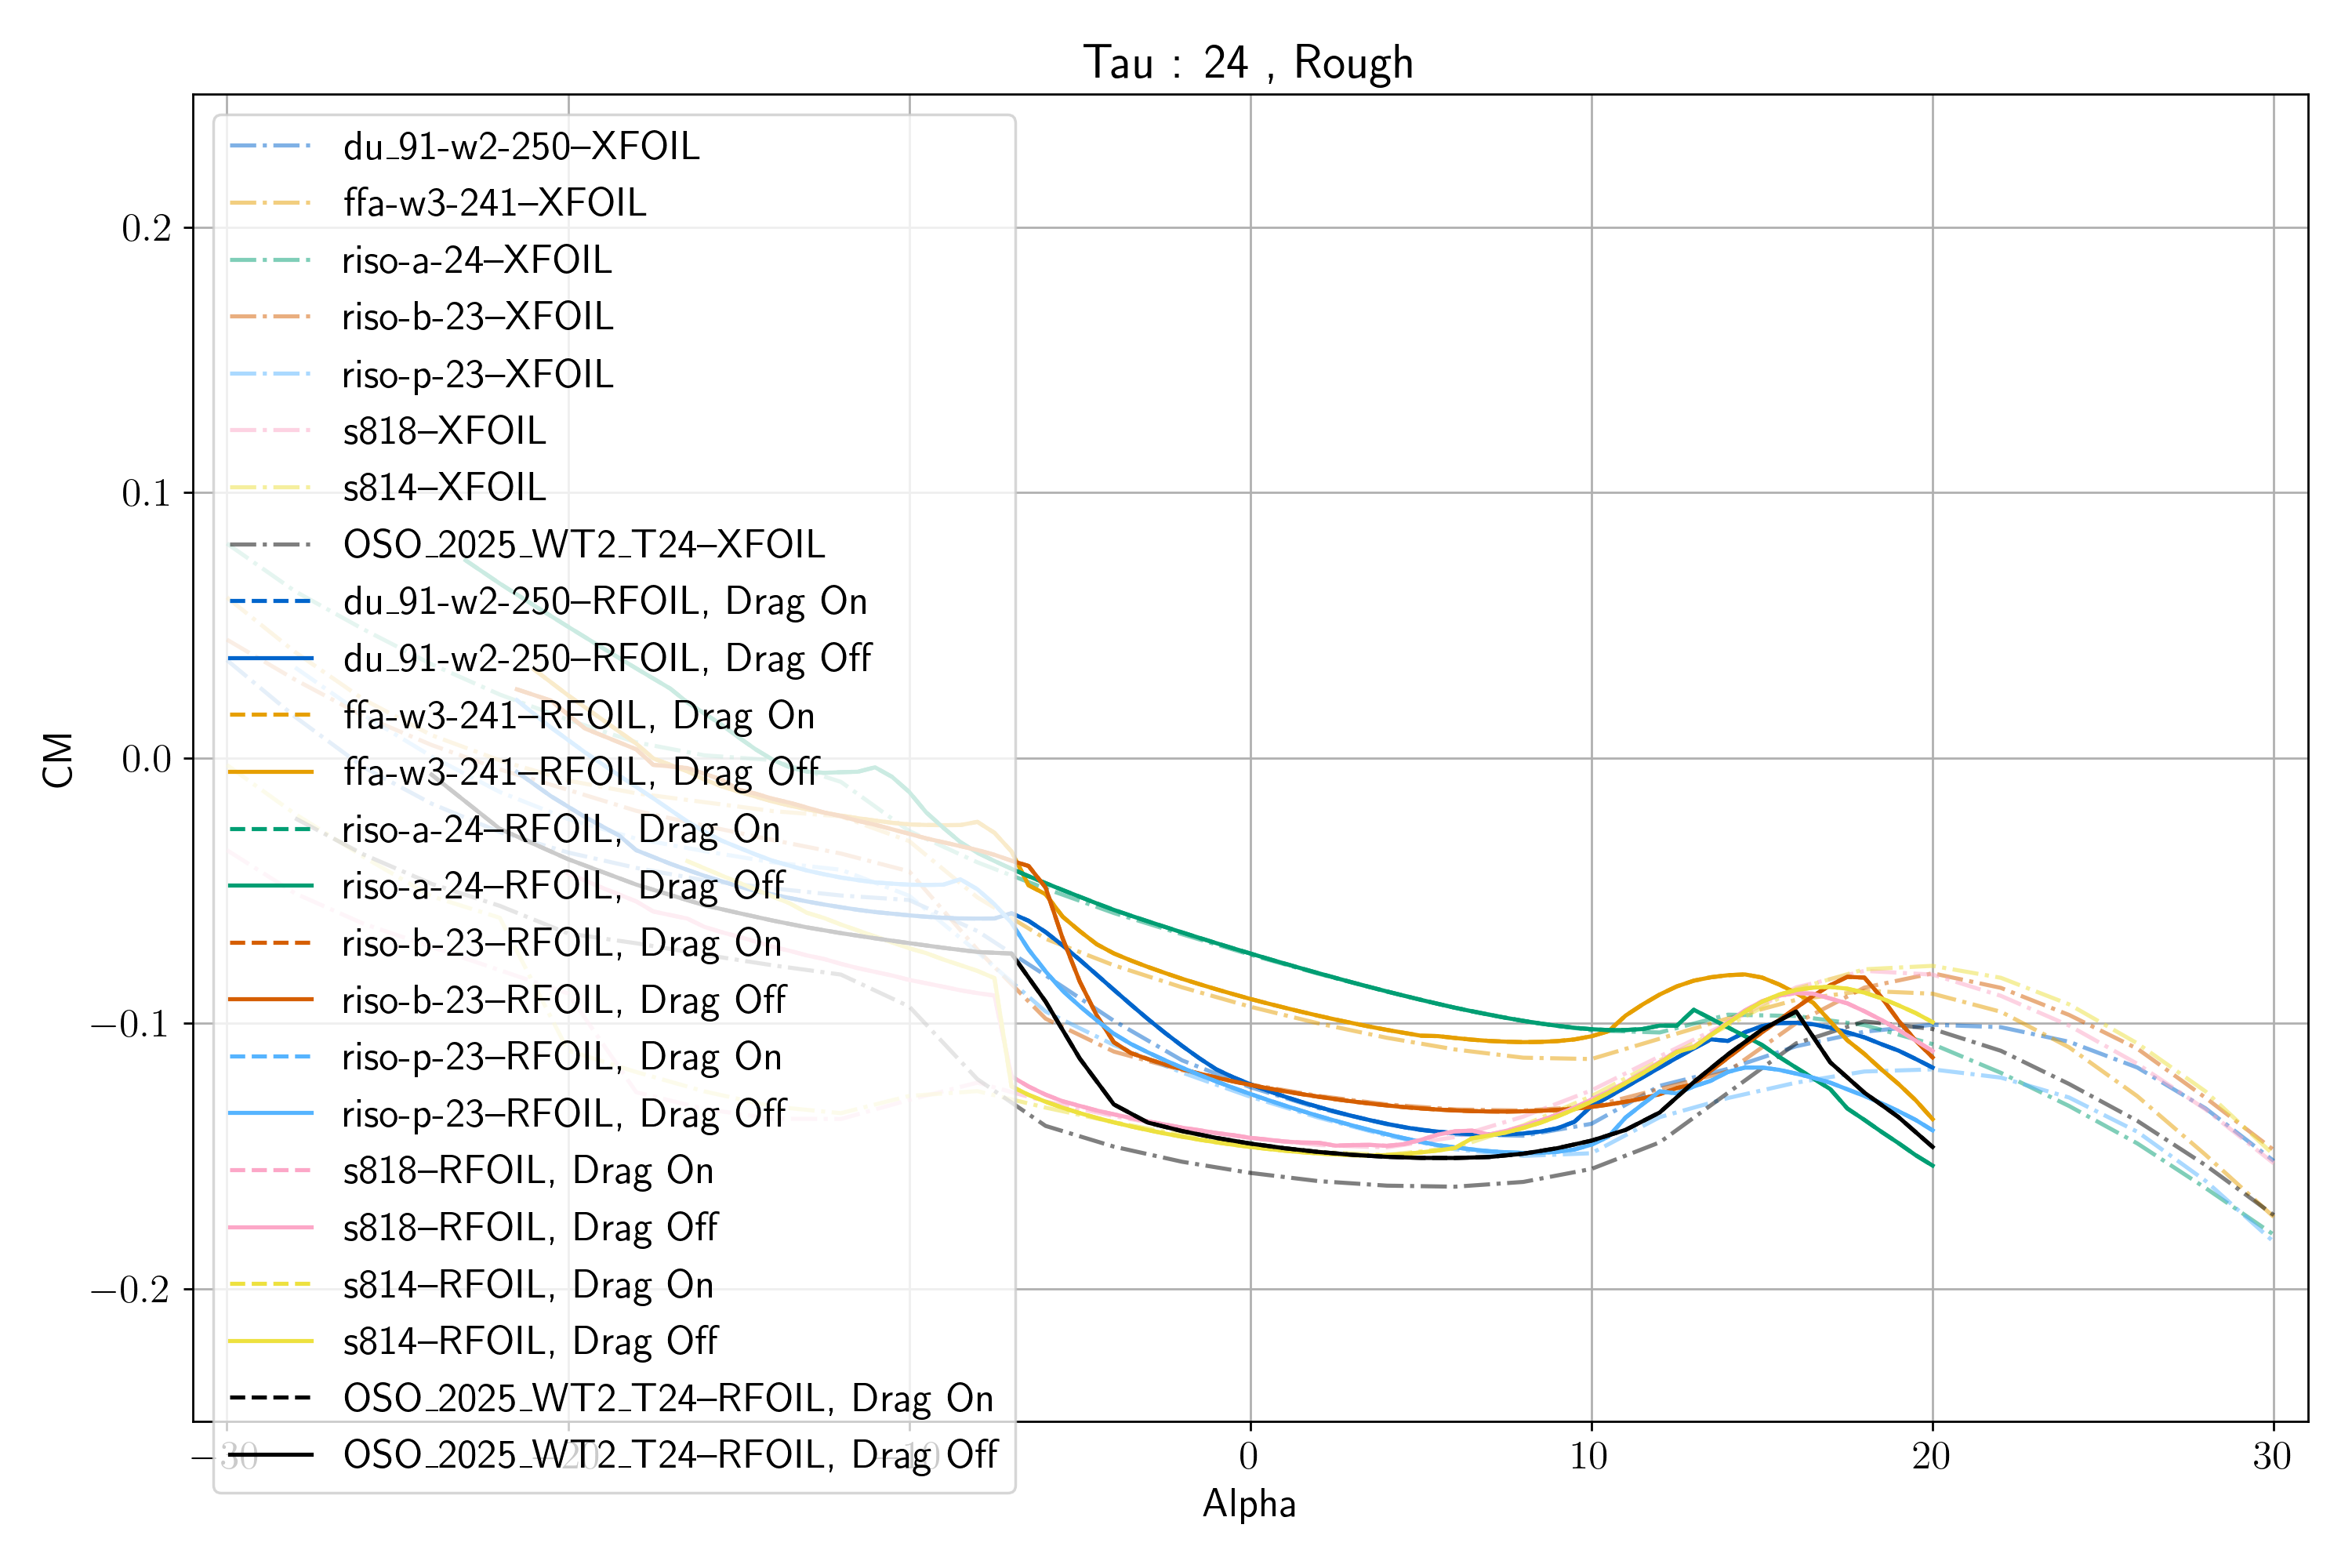 Tau : 24 , Rough
du_91-w2-250–XFOIL
ffa-w3-241–XFOIL
riso-a-24–XFOIL
riso-b-23–XFOIL
riso-p-23–XFOIL
s818–XFOIL
s814–XFOIL
OSO_2025_WT2_T24–XFOIL
du_91-w2-250–RFOIL, Drag On
du_91-w2-250–RFOIL, Drag Off
ffa-w3-241–RFOIL, Drag On
ffa-w3-241–RFOIL, Drag Off
riso-a-24–RFOIL, Drag On
riso-a-24–RFOIL, Drag Off
riso-b-23–RFOIL, Drag On
riso-b-23–RFOIL, Drag Off
riso-p-23–RFOIL, Drag On
riso-p-23–RFOIL, Drag Off
s818–RFOIL, Drag On
s818–RFOIL, Drag Off
s814–RFOIL, Drag On
s814–RFOIL, Drag Off
OSO_2025_WT2_T24–RFOIL, Drag On
OSO_2025_WT2_T24–RFOIL, Drag Off
0.2
0.1
0.0
−0.1
−0.2
CM
−30 −20 −10 0 10 20 30
Alpha